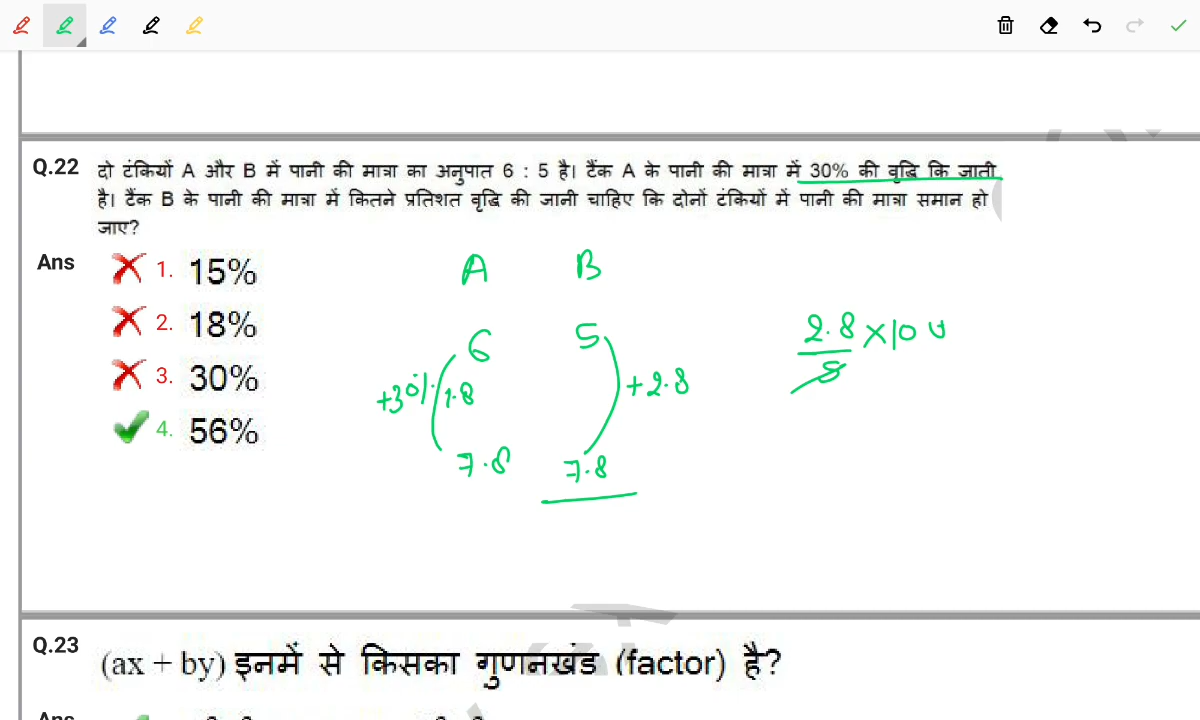 Q.22 दो टंकियों A और B में पानी की मात्रा का अनुपात 6 : 5 है। टैंक A के पानी की मात्रा में 30% की वृद्धि कि जाती
है। टैंक B के पानी की मात्रा में कितने प्रतिशत वृद्धि की जानी चाहिए कि दोनों टंकियों में पानी की मात्रा समान हो
जाए?
Ans
1. 15%
2. 18%
3. 30%
4. 56%
A B
6 5
+30% 1.8 +2.8
7.8 7.8
2.8 × 100
5
Q.23 (ax + by) इनमें से किसका गुणनखंड (factor) है?
Ans